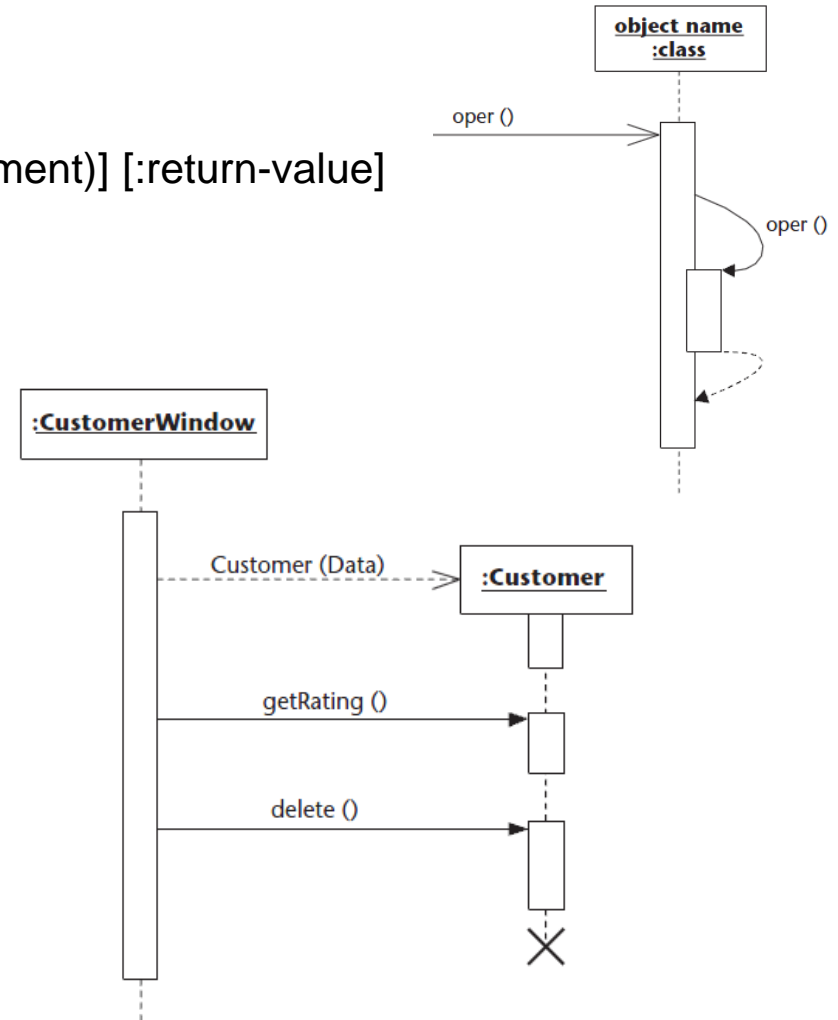 object name
:class
oper ()
ment)] [:return-value]
oper ()
:CustomerWindow
Customer (Data)
:Customer
getRating ()
delete ()